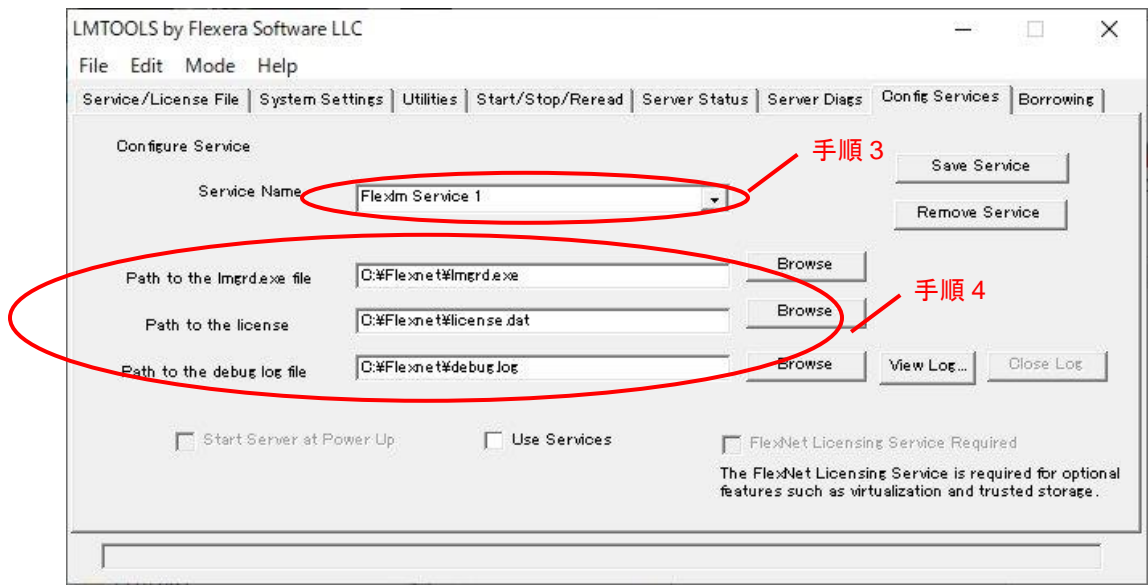 LMTOOLS by Flexera Software LLC
File Edit Mode Help
Service/License File System Settings Utilities Start/Stop/Reread Server Status Server Diags Config Services Borrowing
Configure Service
手順３
Save Service
Service Name
Flexlm Service 1
Remove Service
Path to the lmgrd.exe file
C:¥Flexnet¥lmgrd.exe
Browse
手順４
Path to the license
C:¥Flexnet¥license.dat
Browse
Path to the debug log file
C:¥Flexnet¥debug.log
Browse
View Log...
Close Log
Start Server at Power Up
Use Services
FlexNet Licensing Service Required
The FlexNet Licensing Service is required for optional
features such as virtualization and trusted storage.